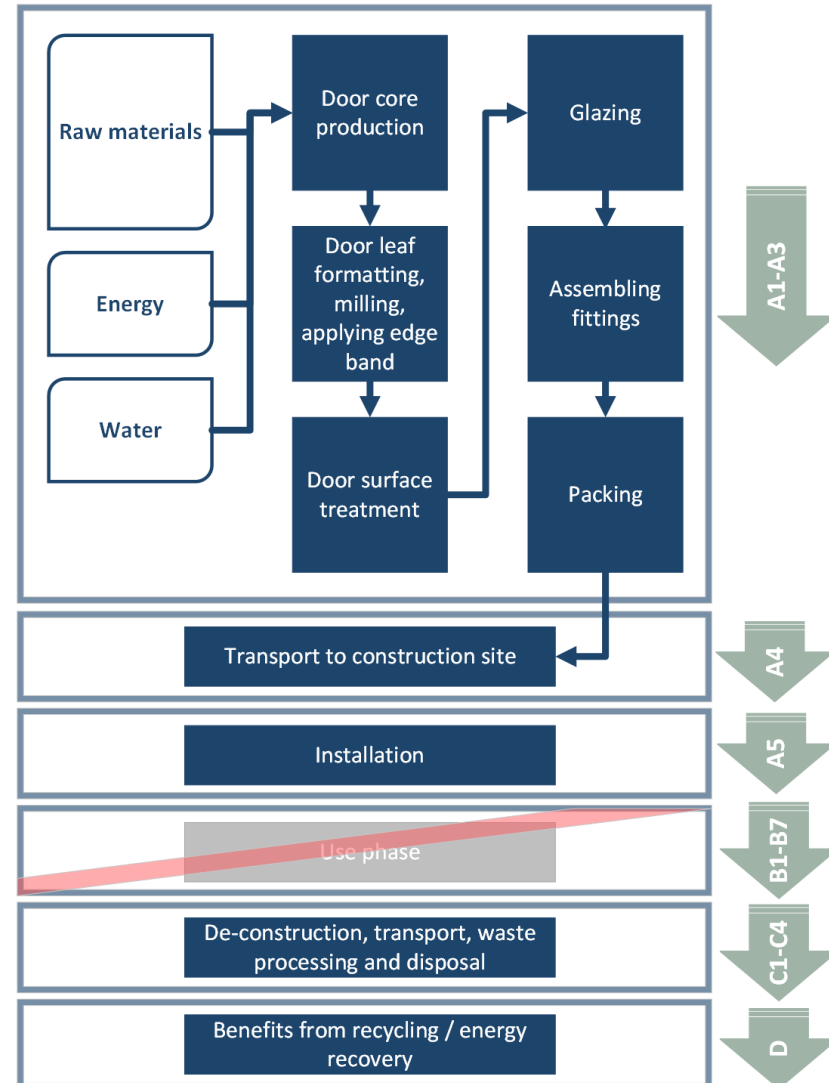 Raw materials
Energy
Water
Door core
production
Door leaf
formatting,
milling,
applying edge
band
Door surface
treatment
Glazing
Assembling
fittings
Packing
A1-A3
Transport to construction site
A4
Installation
A5
Use phase
B1-B7
De-construction, transport, waste
processing and disposal
C1-C4
Benefits from recycling / energy
recovery
D